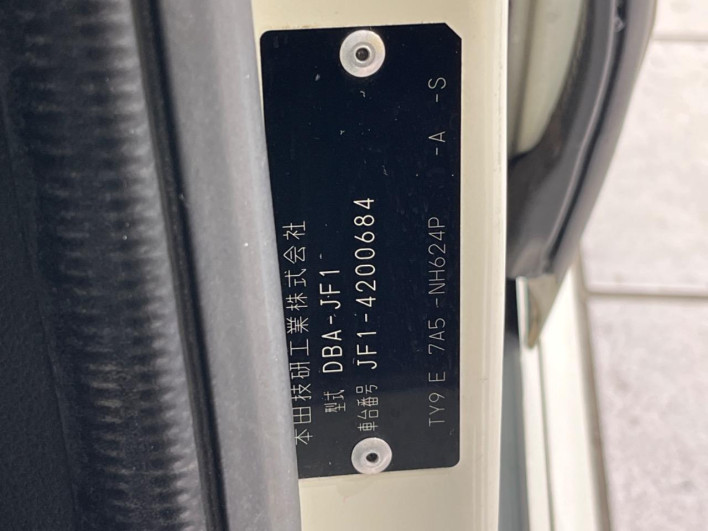 本田技研工業株式会社
型式 DBA-JF1
車台番号 JF1-4200684
TY9 E 7A5 -NH624P -A -S